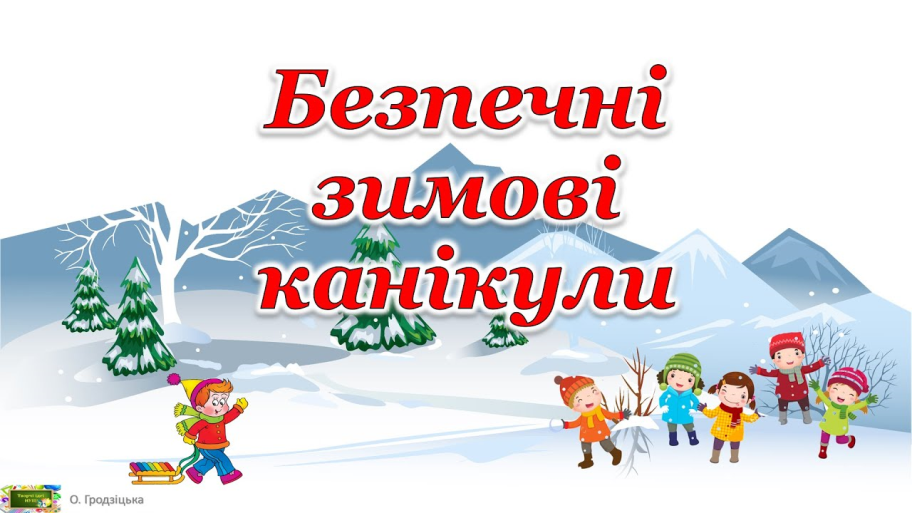 Безпечні
зимові
канікули
О. Гродзіцька